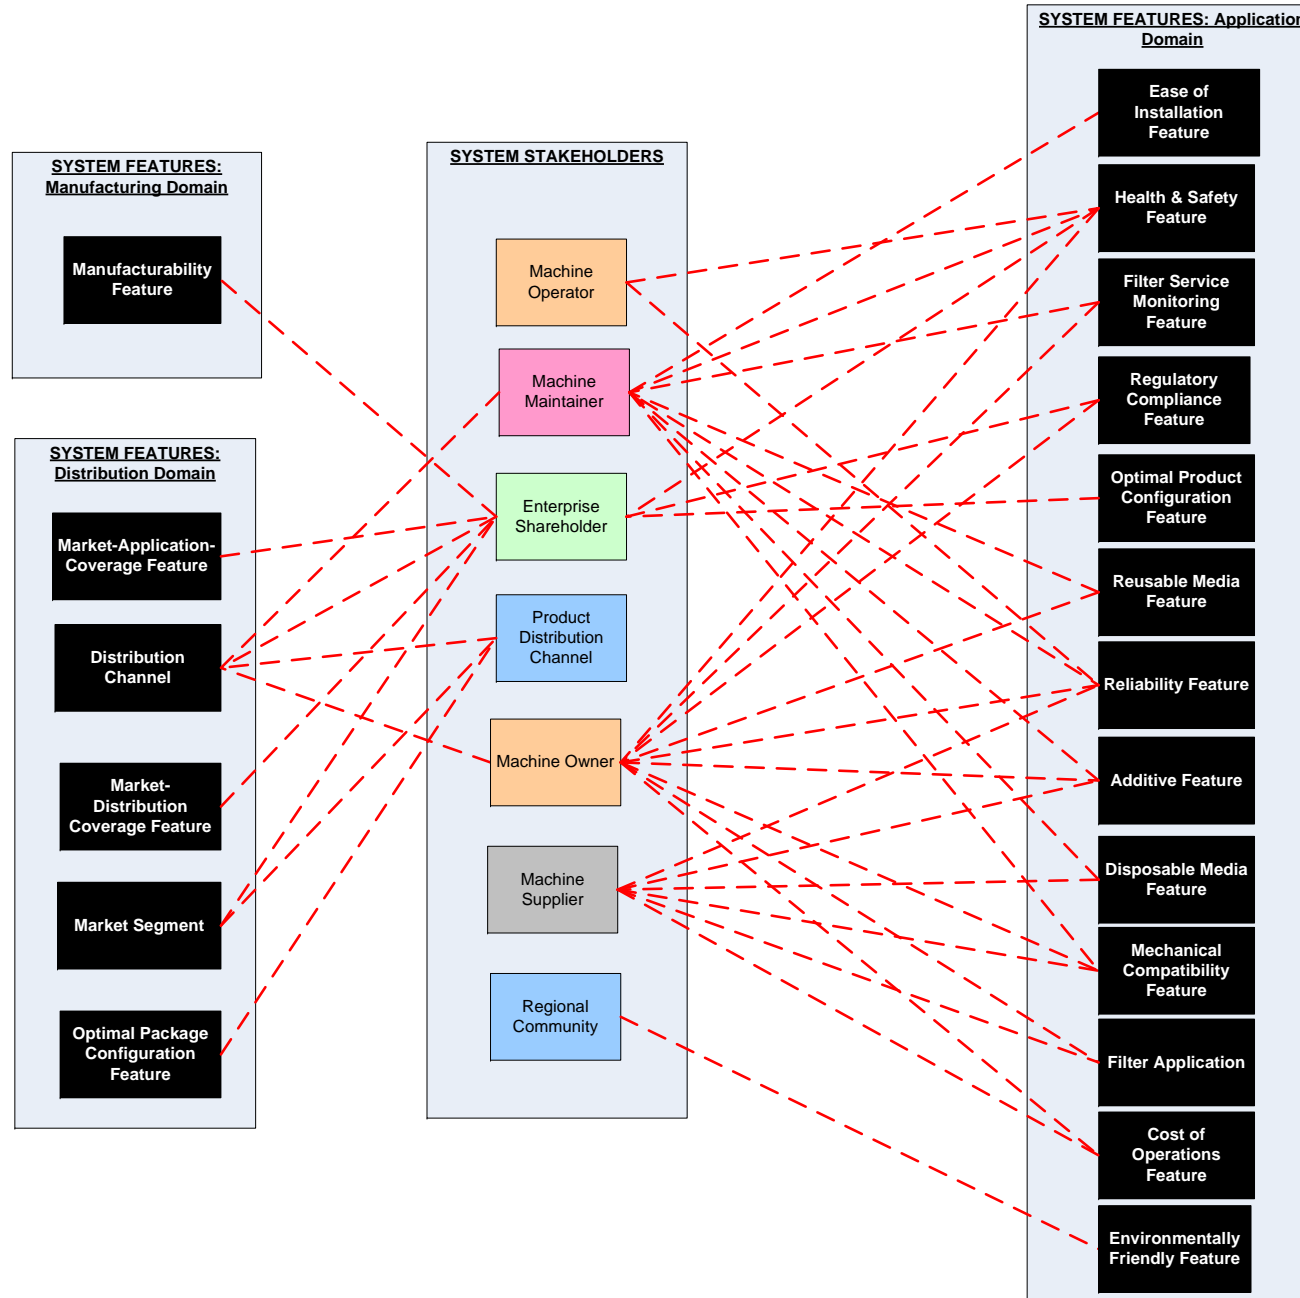 SYSTEM FEATURES:
Manufacturing Domain
Manufacturability
Feature
SYSTEM FEATURES:
Distribution Domain
Market-Application-
Coverage Feature
Distribution
Channel
Market-
Distribution
Coverage Feature
Market Segment
Optimal Package
Configuration
Feature
SYSTEM STAKEHOLDERS
Machine
Operator
Machine
Maintainer
Enterprise
Shareholder
Product
Distribution
Channel
Machine Owner
Machine
Supplier
Regional
Community
SYSTEM FEATURES: Application
Domain
Ease of
Installation
Feature
Health & Safety
Feature
Filter Service
Monitoring
Feature
Regulatory
Compliance
Feature
Optimal Product
Configuration
Feature
Reusable Media
Feature
Reliability Feature
Additive Feature
Disposable Media
Feature
Mechanical
Compatibility
Feature
Filter Application
Cost of
Operations
Feature
Environmentally
Friendly Feature